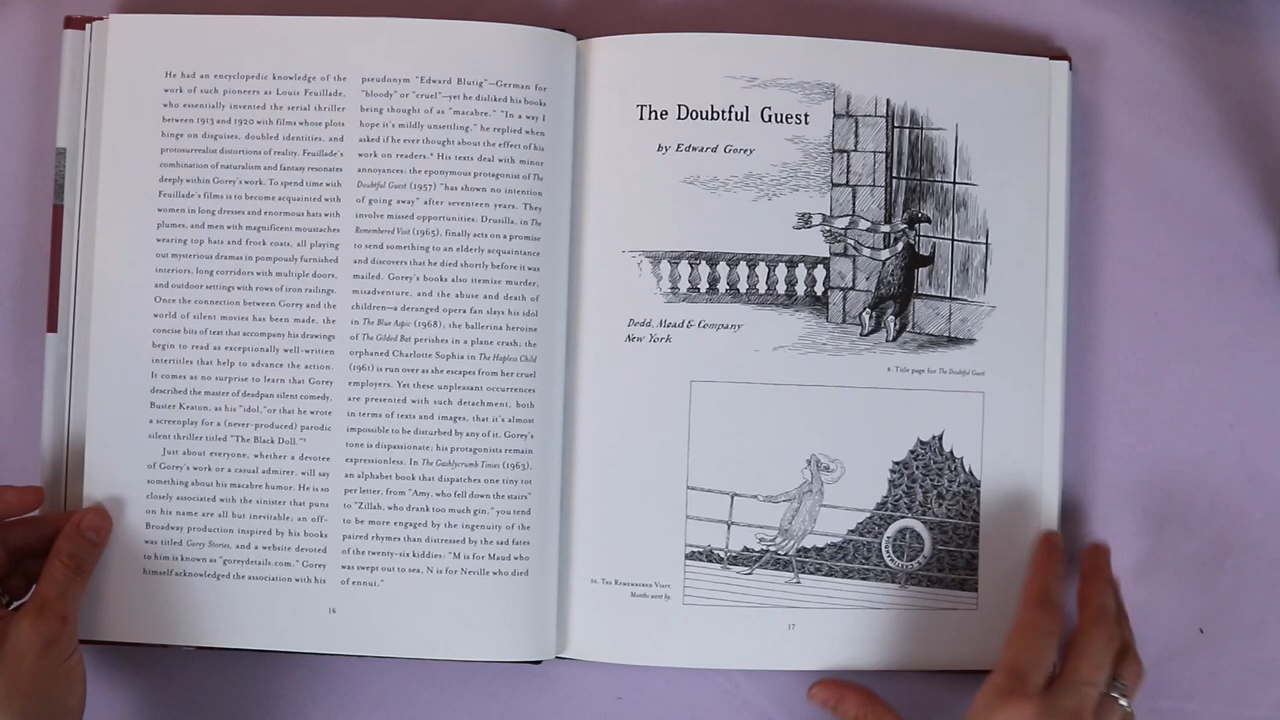 He had an encyclopedic knowledge of the
work of such pioneers as Louis Feuillade,
who essentially invented the serial thriller
between 1913 and 1920 with films whose plots
hinge on disguises, doubled identities, and
protosurrealist distortions of reality. Feuillade's
combination of naturalism and fantasy resonates
deeply within Gorey's work. To spend time with
Feuillade's films is to become acquainted with
women in long dresses and enormous hats with
plumes, and men with magnificent moustaches
wearing top hats and frock coats, all playing
out mysterious dramas in pompously furnished
interiors, long corridors with multiple doors,
and outdoor settings with rows of iron railings.
Once the connection between Gorey and the
world of silent movies has been made, the
concise bits of text that accompany his drawings
begin to read as exceptionally well-written
intertitles that help to advance the action.
It comes as no surprise to learn that Gorey
described the master of deadpan silent comedy,
Buster Keaton, as his "idol," or that he wrote
a screenplay for a (never-produced) parodic
silent thriller titled "The Black Doll."³
Just about everyone, whether a devotee
of Gorey's work or a casual admirer, will say
something about his macabre humor. He is so
closely associated with the sinister that puns
on his name are all but inevitable; an off-
Broadway production inspired by his books
was titled Gorey Stories, and a website devoted
to him is known as "goreydetails.com." Gorey
himself acknowledged the association with his
16
pseudonym "Edward Blutig"—German for
"bloody" or "cruel"—yet he disliked his books
being thought of as "macabre." "In a way I
hope it's mildly unsettling," he replied when
asked if he ever thought about the effect of his
work on readers.⁴ His texts deal with minor
annoyances: the eponymous protagonist of The
Doubtful Guest (1957) "has shown no intention
of going away" after seventeen years. They
involve missed opportunities: Drusilla, in The
Remembered Visit (1965), finally acts on a promise
to send something to an elderly acquaintance
and discovers that he died shortly before it was
mailed. Gorey's books also itemize murder,
misadventure, and the abuse and death of
children—a deranged opera fan slays his idol
in The Blue Aspic (1968); the ballerina heroine
of The Gilded Bat perishes in a plane crash; the
orphaned Charlotte Sophia in The Hapless Child
(1961) is run over as she escapes from her cruel
employers. Yet these unpleasant occurrences
are presented with such detachment, both
in terms of texts and images, that it's almost
impossible to be disturbed by any of it. Gorey's
tone is dispassionate; his protagonists remain
expressionless. In The Gashlycrumb Tinies (1963),
an alphabet book that dispatches one tiny tot
per letter, from "Amy, who fell down the stairs"
to "Zillah, who drank too much gin," you tend
to be more engaged by the ingenuity of the
paired rhymes than distressed by the sad fates
of the twenty-six kiddies: "M is for Maud who
was swept out to sea, N is for Neville who died
of ennui."
The Doubtful Guest
by Edward Gorey
Dodd, Mead & Company
New York
8. Title page for The Doubtful Guest
THE REMEMBERED VISIT.
Months went by.
17